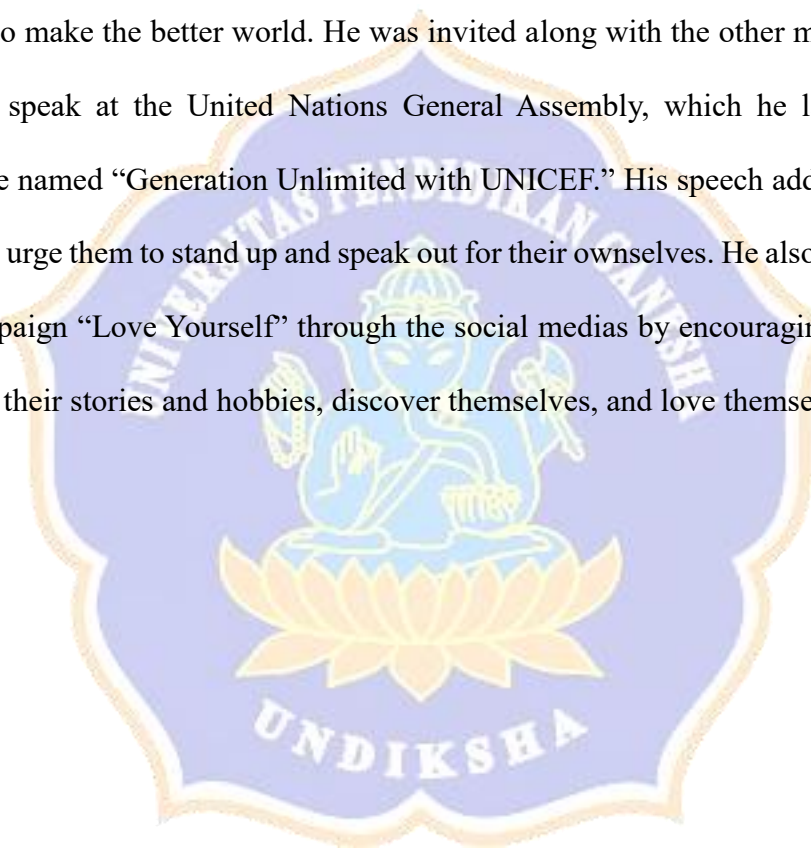 o make the better world. He was invited along with the other m
speak at the United Nations General Assembly, which he l
e named “Generation Unlimited with UNICEF.” His speech add
urge them to stand up and speak out for their ownselves. He also
paign “Love Yourself” through the social medias by encouragin
their stories and hobbies, discover themselves, and love themse
UNIVERSITAS PENDIDIKAN GANESH
UNDIKSHA